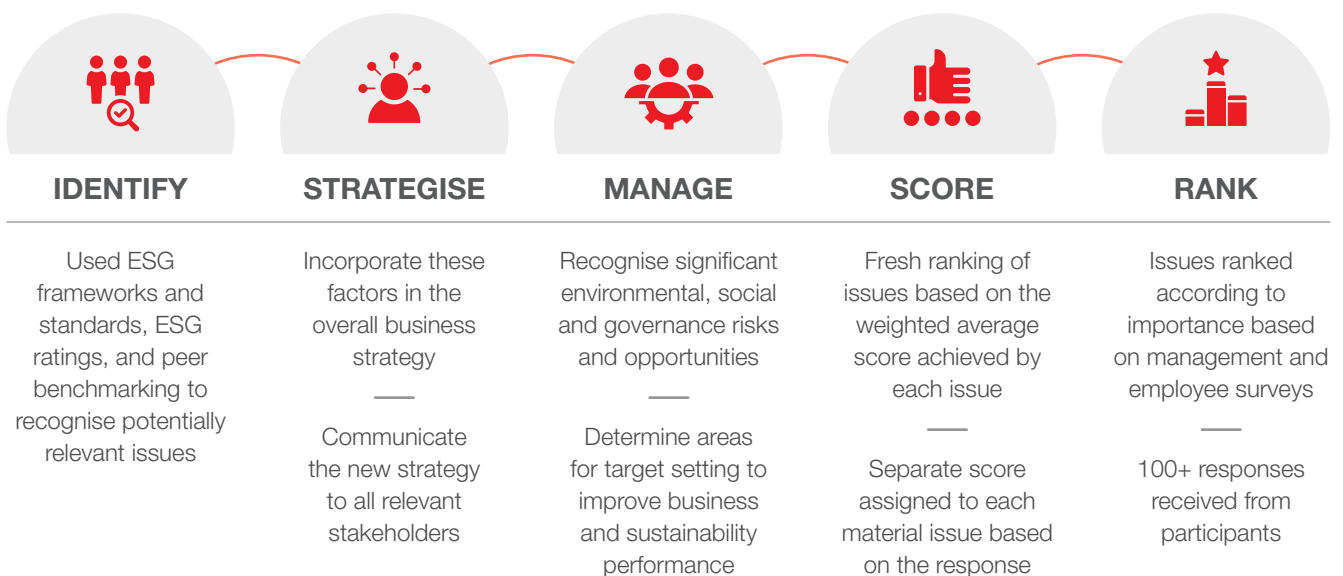 IDENTIFY
Used ESG
frameworks and
standards, ESG
ratings, and peer
benchmarking to
recognise potentially
relevant issues
STRATEGISE
Incorporate these
factors in the
overall business
strategy
Communicate
the new strategy
to all relevant
stakeholders
MANAGE
Recognise significant
environmental, social
and governance risks
and opportunities
Determine areas
for target setting to
improve business
and sustainability
performance
SCORE
Fresh ranking of
issues based on the
weighted average
score achieved by
each issue
Separate score
assigned to each
material issue based
on the response
RANK
Issues ranked
according to
importance based
on management and
employee surveys
100+ responses
received from
participants